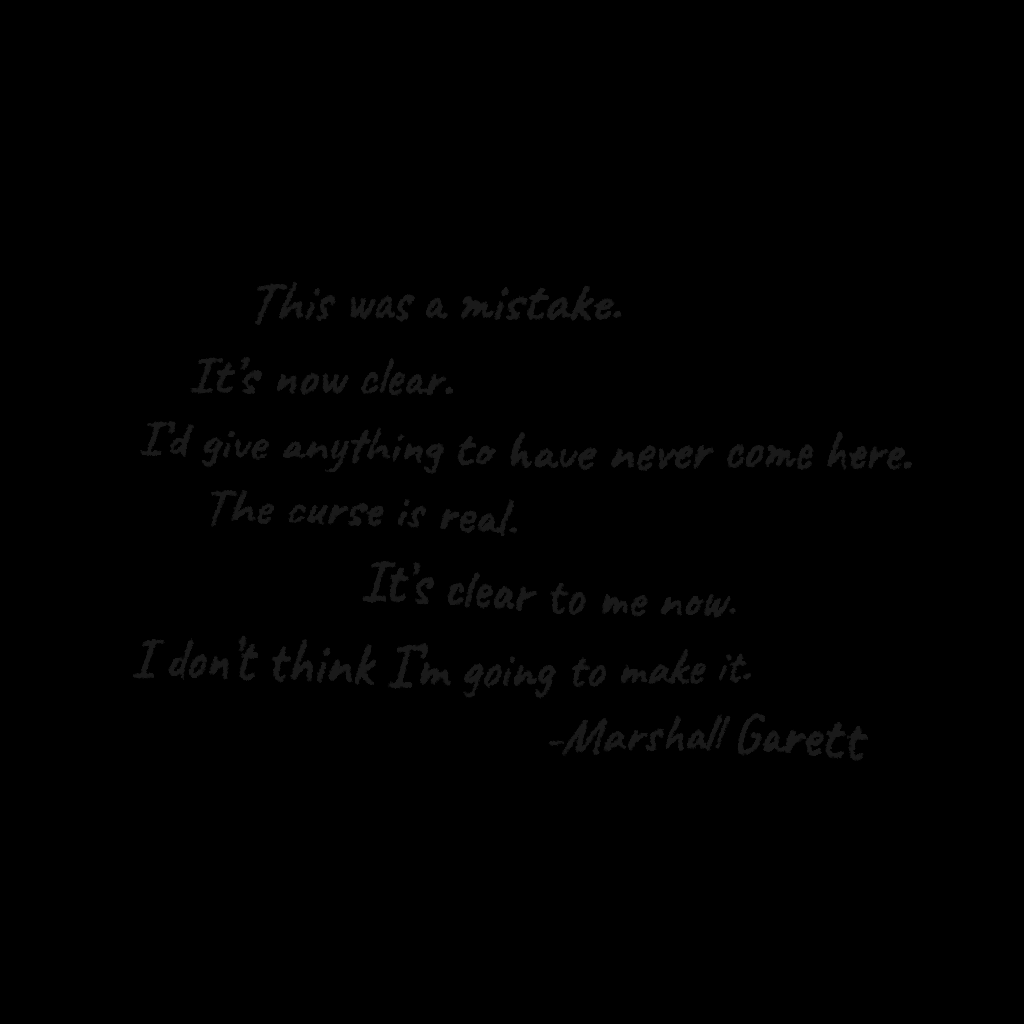 This was a mistake.
It's now clear.
I'd give anything to have never come here.
The curse is real.
It's clear to me now.
I don't think I'm going to make it.
-Marshall Garett